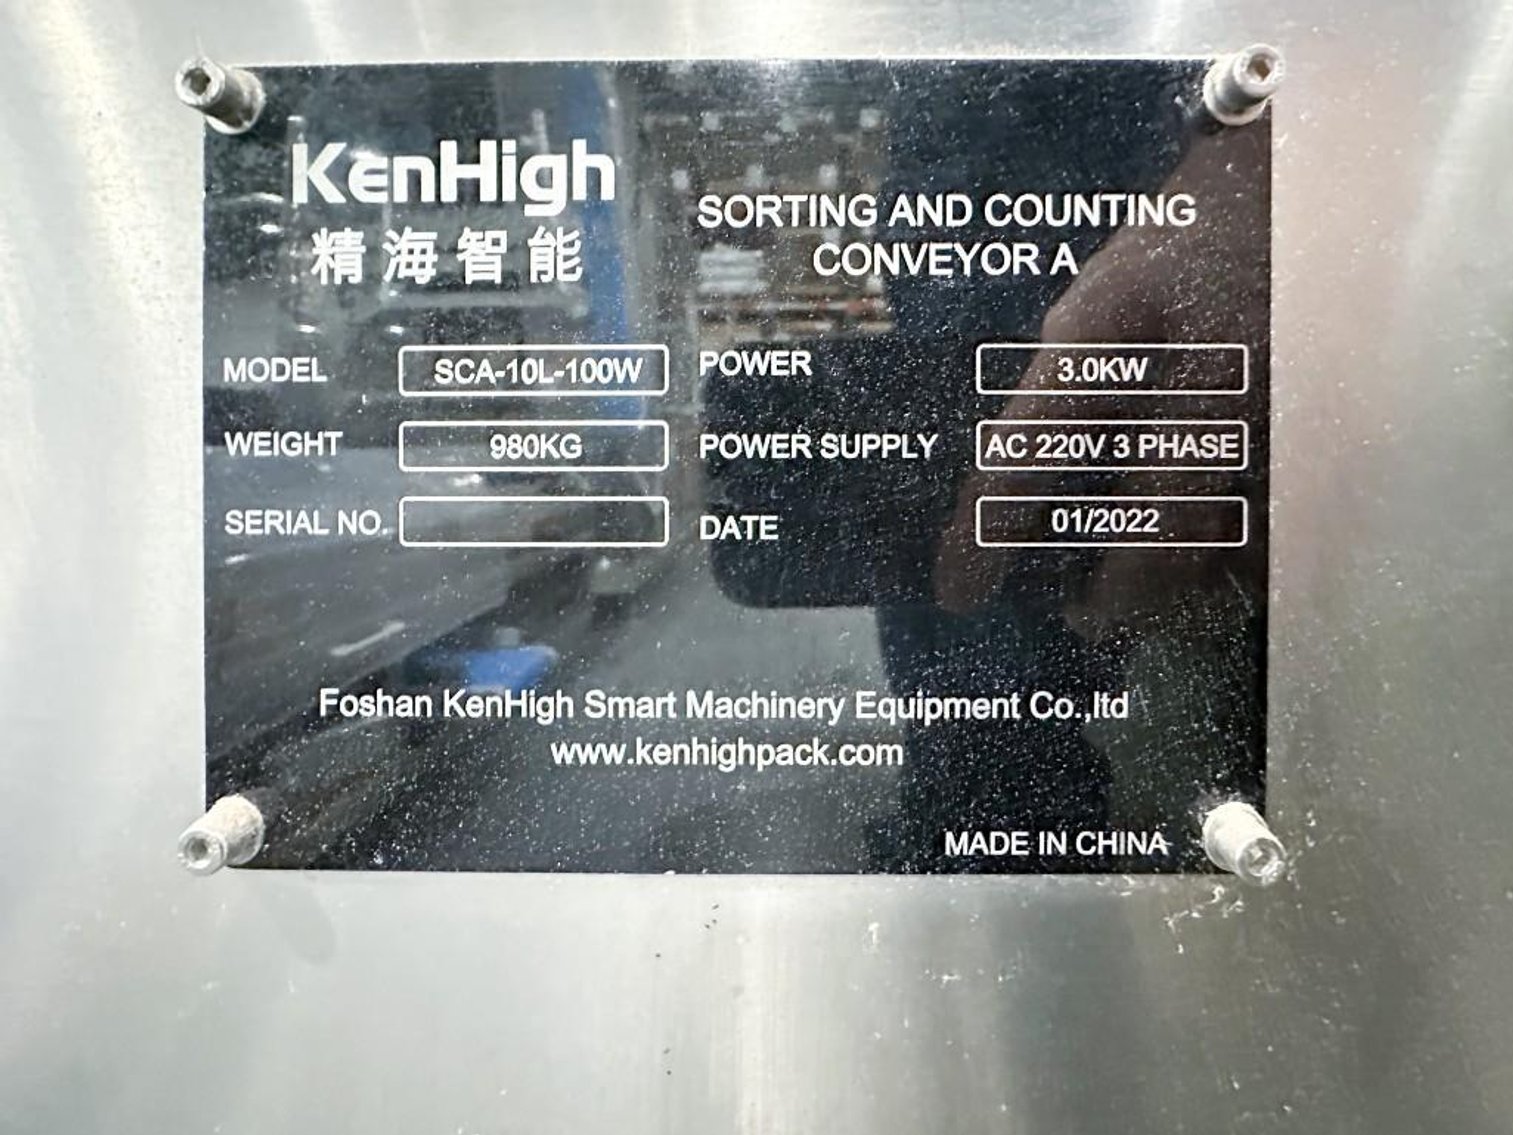 KenHigh
精海智能
SORTING AND COUNTING
CONVEYOR A
MODEL SCA-10L-100W POWER 3.0KW
WEIGHT 980KG POWER SUPPLY AC 220V 3 PHASE
SERIAL NO. DATE 01/2022
Foshan KenHigh Smart Machinery Equipment Co.,ltd
www.kenhighpack.com
MADE IN CHINA